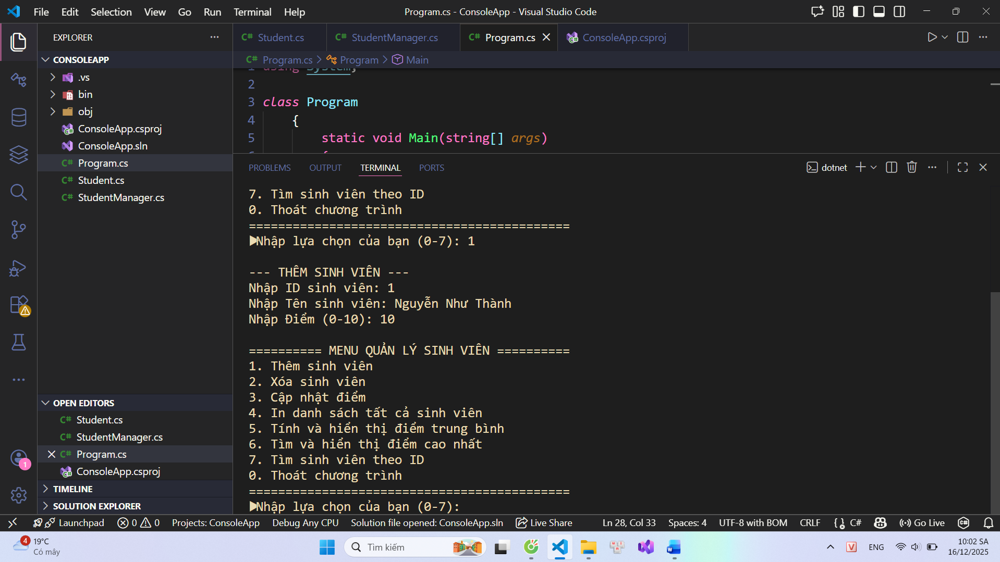 File Edit Selection View Go Run Terminal Help
Program.cs - ConsoleApp - Visual Studio Code
EXPLORER
CONSOLEAPP
.vs
bin
obj
ConsoleApp.csproj
ConsoleApp.sln
Program.cs
Student.cs
StudentManager.cs
OPEN EDITORS
Student.cs
StudentManager.cs
Program.cs
ConsoleApp.csproj
TIMELINE
SOLUTION EXPLORER
1
C# Student.cs C# StudentManager.cs C# Program.cs ConsoleApp.csproj
C# Program.cs > Program > Main
1 using System;
2
3 class Program
4 {
5 static void Main(string[] args)
PROBLEMS OUTPUT TERMINAL PORTS
dotnet
7. Tìm sinh viên theo ID
0. Thoát chương trình
============================================
Nhập lựa chọn của bạn (0-7): 1
--- THÊM SINH VIÊN ---
Nhập ID sinh viên: 1
Nhập Tên sinh viên: Nguyễn Như Thành
Nhập Điểm (0-10): 10
========== MENU QUẢN LÝ SINH VIÊN ==========
1. Thêm sinh viên
2. Xóa sinh viên
3. Cập nhật điểm
4. In danh sách tất cả sinh viên
5. Tính và hiển thị điểm trung bình
6. Tìm và hiển thị điểm cao nhất
7. Tìm sinh viên theo ID
0. Thoát chương trình
============================================
Nhập lựa chọn của bạn (0-7):
Launchpad 0 0 Projects: ConsoleApp Debug Any CPU Solution file opened: ConsoleApp.sln Live Share Ln 28, Col 33 Spaces: 4 UTF-8 with BOM CRLF C# Go Live
4 19°C
Có mây
Tìm kiếm
ENG
10:02 SA
16/12/2025